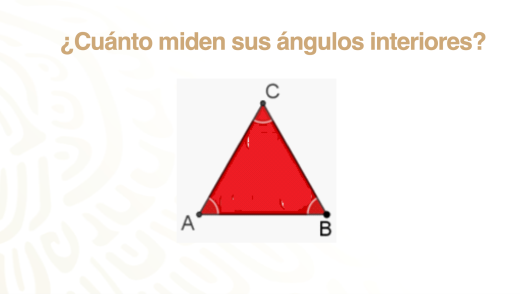 ¿Cuánto miden sus ángulos interiores?
C
A
B